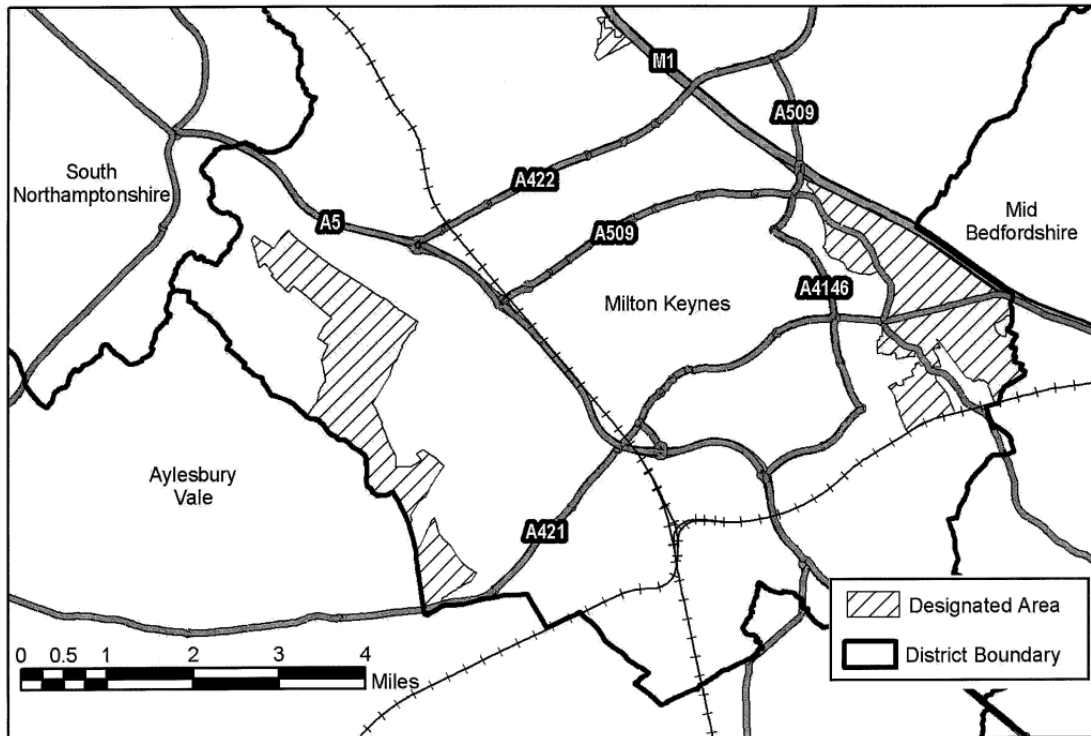 M1
A509
South
Northamptonshire
A422
A5
A509
Mid
Bedfordshire
A4146
Milton Keynes
Aylesbury
Vale
A421
Designated Area
District Boundary
0 0.5 1 2 3 4
Miles